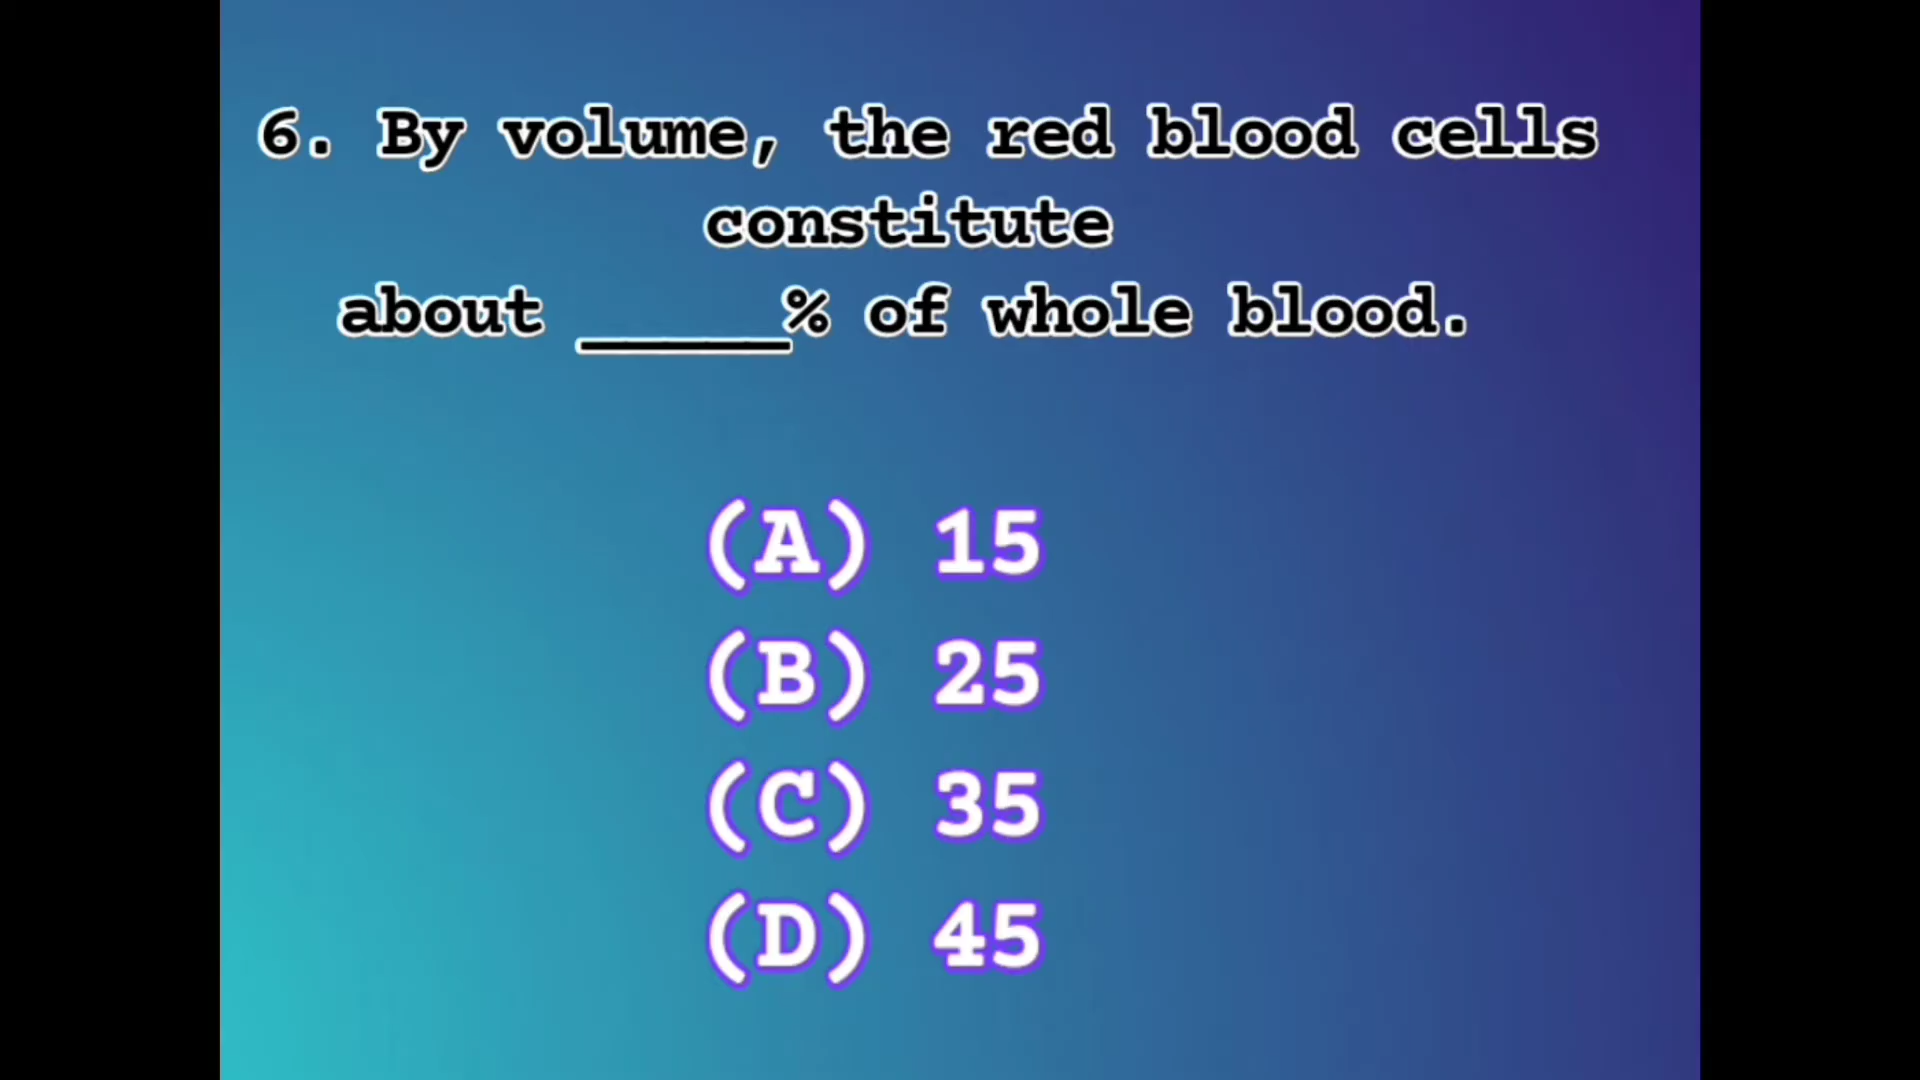 6. By volume, the red blood cells
constitute
about _____% of whole blood.
(A) 15
(B) 25
(C) 35
(D) 45